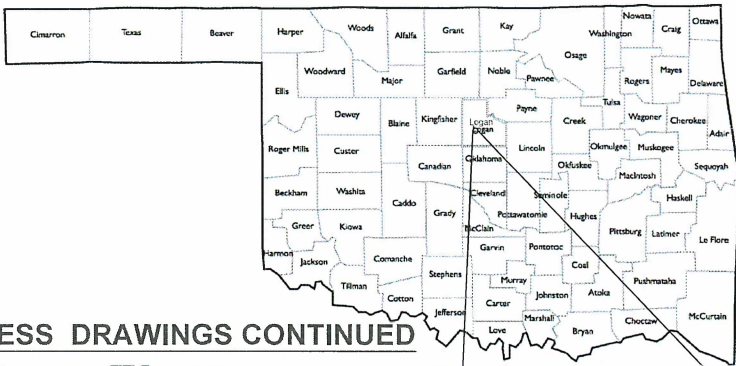 Cimarron Texas Beaver Harper Woods Alfalfa Grant Kay Nowata Craig Ottawa
Washington
Osage
Woodward Major Garfield Noble Pawnee Rogers Mayes Delaware
Ellis
Dewey Blaine Kingfisher Logan Logan Payne Creek Tulsa Wagoner Cherokee Adair
Roger Mills Custer Canadian Oklahoma Lincoln Okfuskee Okmulgee Muskogee Sequoyah
McIntosh
Beckham Washita Caddo Grady Cleveland Pottawatomie Seminole Hughes Pittsburg Haskell Latimer Le Flore
Greer Kiowa McClain
Harmon Jackson Comanche Stephens Garvin Pontotoc Coal Pushmataha
Tillman Cotton Jefferson Murray Carter Johnston Atoka McCurtain
Love Marshall Bryan Choctaw
ESS DRAWINGS CONTINUED